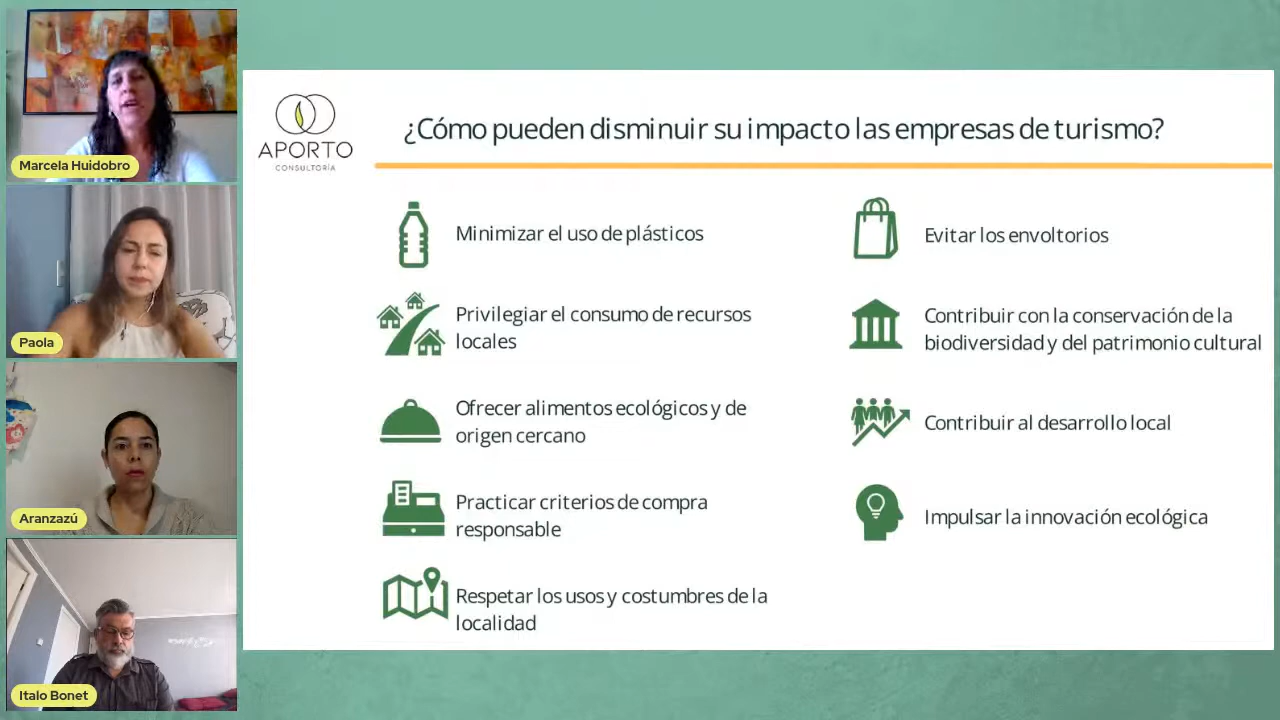 Marcela Huidobro
Paola
Aranzazú
Italo Bonet
APORTO
CONSULTORÍA
¿Cómo pueden disminuir su impacto las empresas de turismo?
Minimizar el uso de plásticos
Privilegiar el consumo de recursos
locales
Ofrecer alimentos ecológicos y de
origen cercano
Practicar criterios de compra
responsable
Respetar los usos y costumbres de la
localidad
Evitar los envoltorios
Contribuir con la conservación de la
biodiversidad y del patrimonio cultural
Contribuir al desarrollo local
Impulsar la innovación ecológica